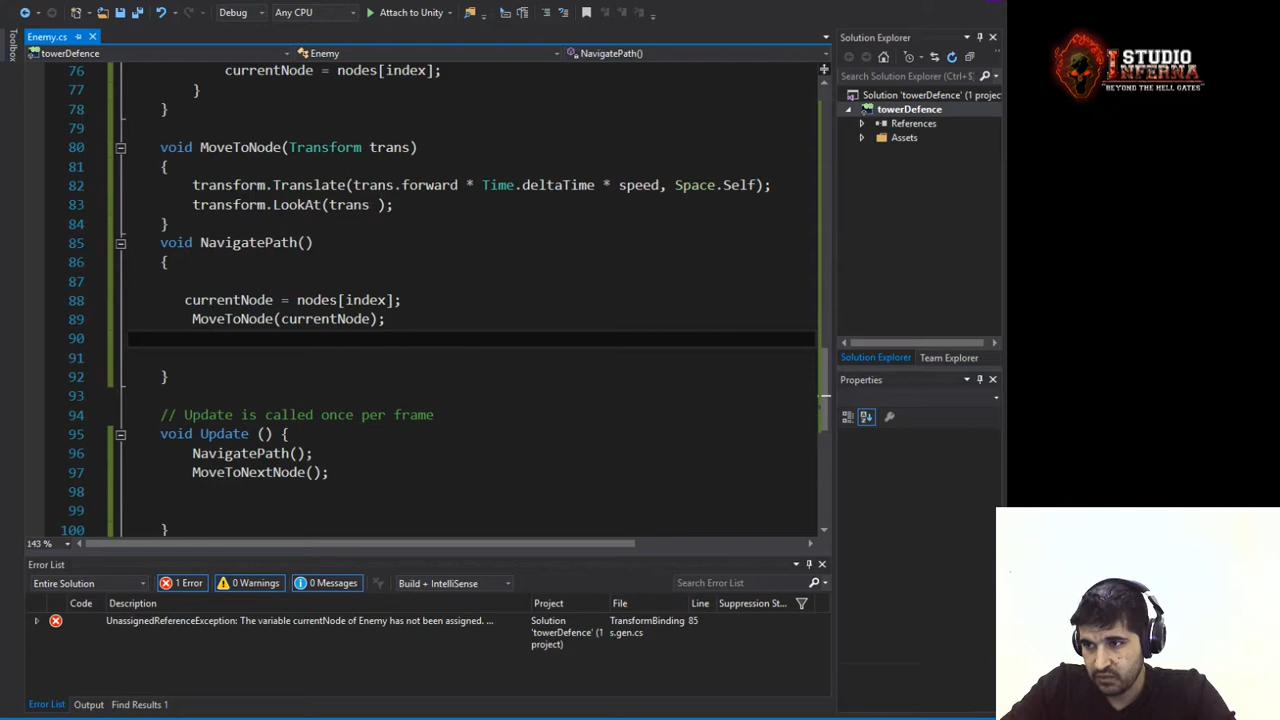 Debug
Any CPU
Attach to Unity
Enemy.cs
Toolbox
towerDefence
Enemy
NavigatePath()
76 currentNode = nodes[index];
77 }
78 }
79
80 void MoveToNode(Transform trans)
81 {
82 transform.Translate(trans.forward * Time.deltaTime * speed, Space.Self);
83 transform.LookAt(trans );
84 }
85 void NavigatePath()
86 {
87
88 currentNode = nodes[index];
89 MoveToNode(currentNode);
90
91
92 }
93
94 // Update is called once per frame
95 void Update () {
96 NavigatePath();
97 MoveToNextNode();
98
99
100 }
143 %
Solution Explorer
Search Solution Explorer (Ctrl+$)
Solution 'towerDefence' (1 projec
towerDefence
References
Assets
Solution Explorer Team Explorer
Properties
Error List
Entire Solution
1 Error
0 Warnings
0 Messages
Build + IntelliSense
Search Error List
Code Description Project File Line Suppression St...
UnassignedReferenceException: The variable currentNode of Enemy has not been assigned. ...
Solution 'towerDefence' (1 project)
TransformBindings.gen.cs
85
Error List Output Find Results 1
STUDIO
INFERNA
"BEYOND THE HELL GATES"